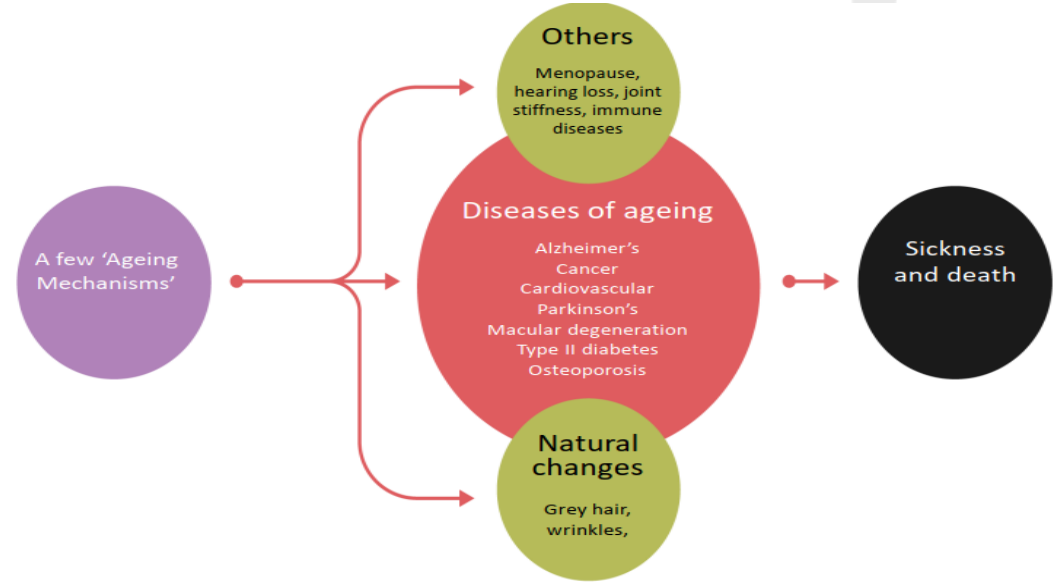 A few ‘Ageing
Mechanisms’
Others
Menopause,
hearing loss, joint
stiffness, immune
diseases
Diseases of ageing
Alzheimer’s
Cancer
Cardiovascular
Parkinson’s
Macular degeneration
Type II diabetes
Osteoporosis
Natural
changes
Grey hair,
wrinkles,
Sickness
and death